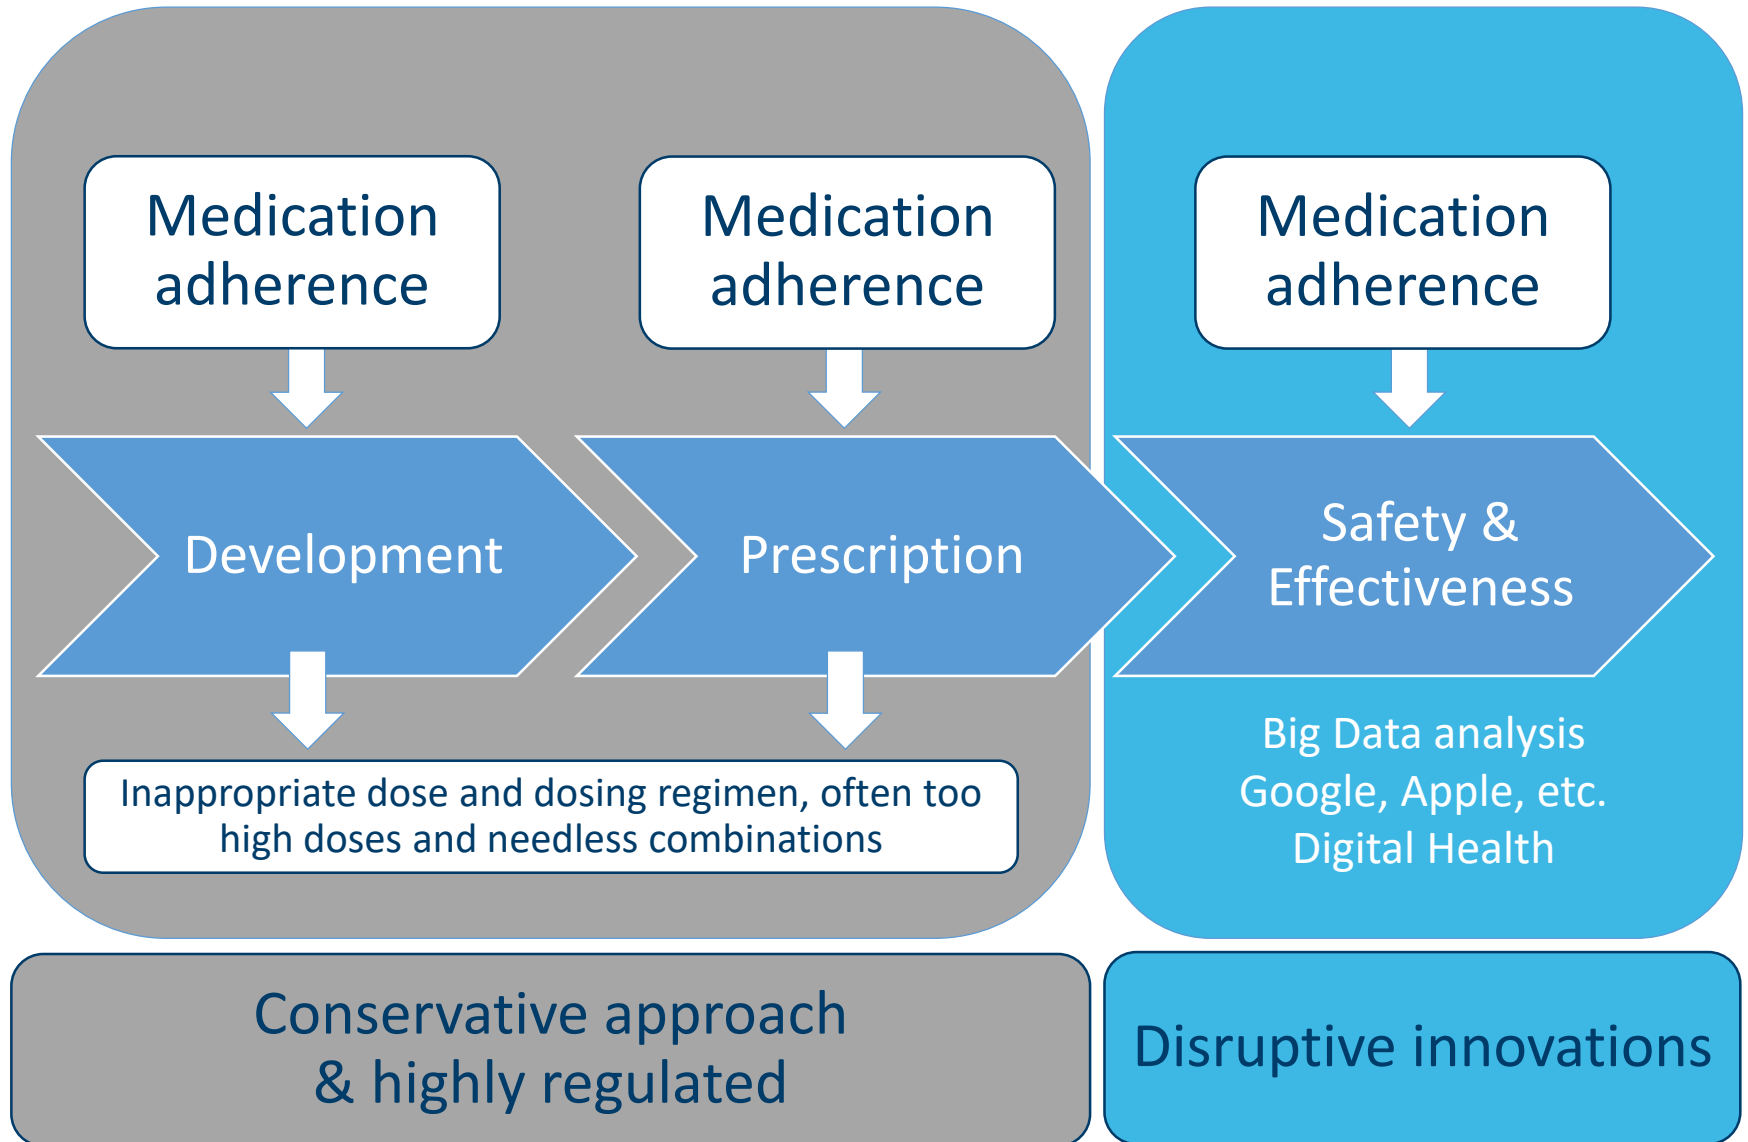 Medication
adherence
Medication
adherence
Medication
adherence
Development
Prescription
Safety &
Effectiveness
Inappropriate dose and dosing regimen, often too
high doses and needless combinations
Big Data analysis
Google, Apple, etc.
Digital Health
Conservative approach
& highly regulated
Disruptive innovations